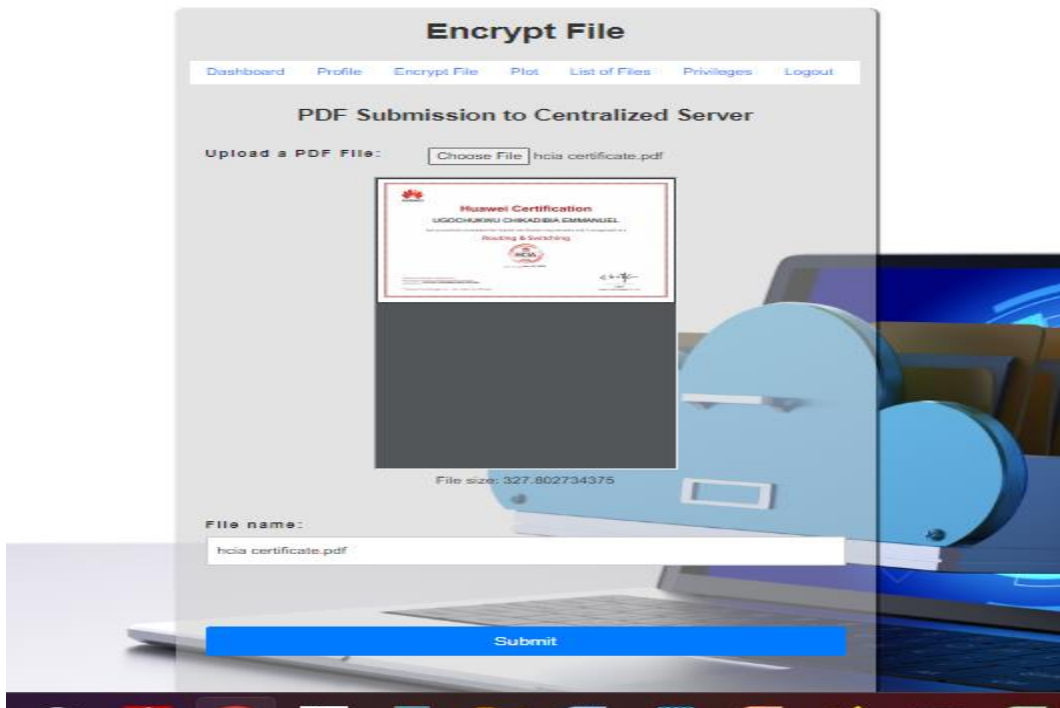 Encrypt File
Dashboard Profile Encrypt File Plot List of Files Privileges Logout
PDF Submission to Centralized Server
Upload a PDF File: Choose File hcia certificate.pdf
Huawei Certification
UGOCHUKWU CHIKADIBIA EMMANUEL
Routing & Switching
HCIA
File size: 327.802734375
File name:
hcia certificate.pdf
Submit